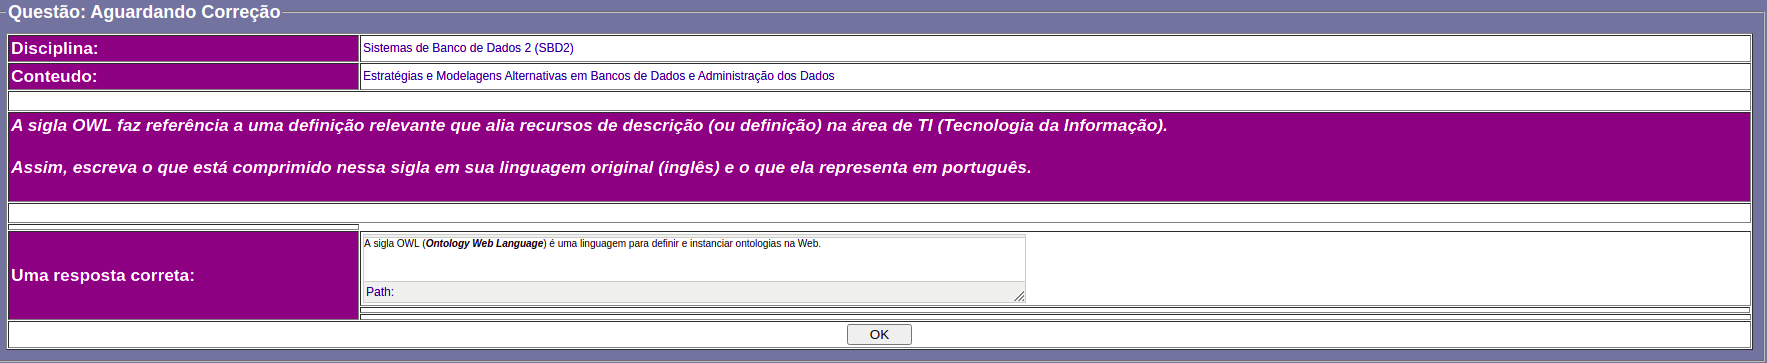 Questão: Aguardando Correção
Disciplina: Sistemas de Banco de Dados 2 (SBD2)
Conteudo: Estratégias e Modelagens Alternativas em Bancos de Dados e Administração dos Dados
A sigla OWL faz referência a uma definição relevante que alia recursos de descrição (ou definição) na área de TI (Tecnologia da Informação).
Assim, escreva o que está comprimido nessa sigla em sua linguagem original (inglês) e o que ela representa em português.
Uma resposta correta:
A sigla OWL (Ontology Web Language) é uma linguagem para definir e instanciar ontologias na Web.
Path:
OK